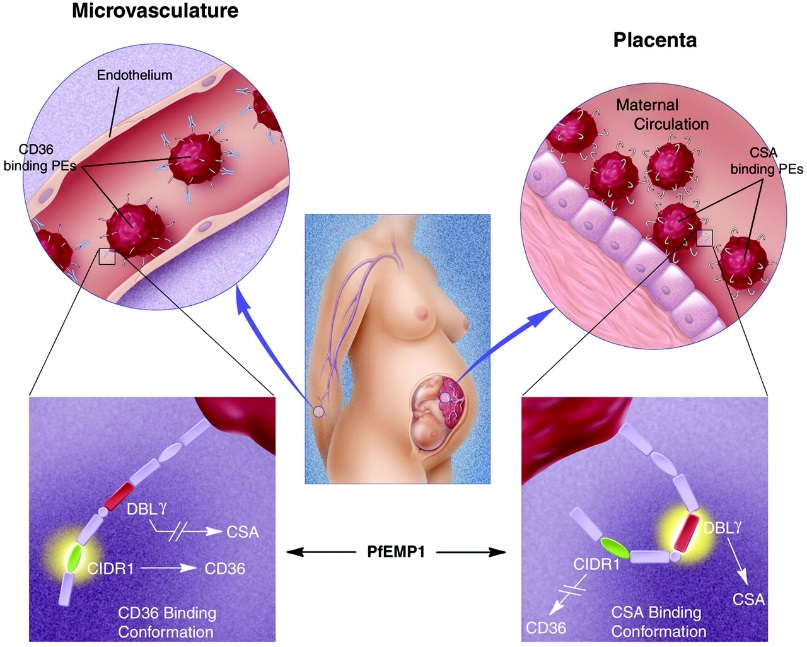 Microvasculature
Placenta
Endothelium
CD36
binding PEs
Maternal
Circulation
CSA
binding PEs
DBLγ
CSA
CIDR1
CD36
CD36 Binding
Conformation
PfEMP1
DBLγ
CIDR1
CSA
CD36
CSA Binding
Conformation